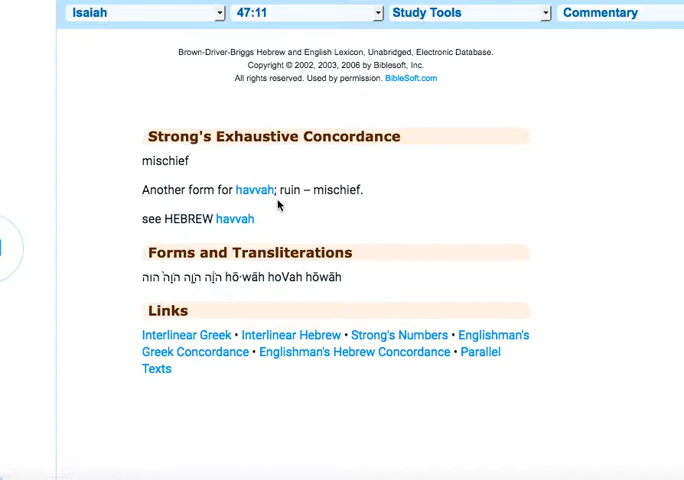 Isaiah 47:11 Study Tools Commentary
Brown-Driver-Briggs Hebrew and English Lexicon, Unabridged, Electronic Database.
Copyright © 2002, 2003, 2006 by Biblesoft, Inc.
All rights reserved. Used by permission. BibleSoft.com
Strong's Exhaustive Concordance
mischief
Another form for havvah; ruin – mischief.
see HEBREW havvah
Forms and Transliterations
הֹוָ֔ה הֹוָ֑ה הֹוָה֙ הוה hō·wāh hoVah hōwāh
Links
Interlinear Greek • Interlinear Hebrew • Strong's Numbers • Englishman's
Greek Concordance • Englishman's Hebrew Concordance • Parallel
Texts